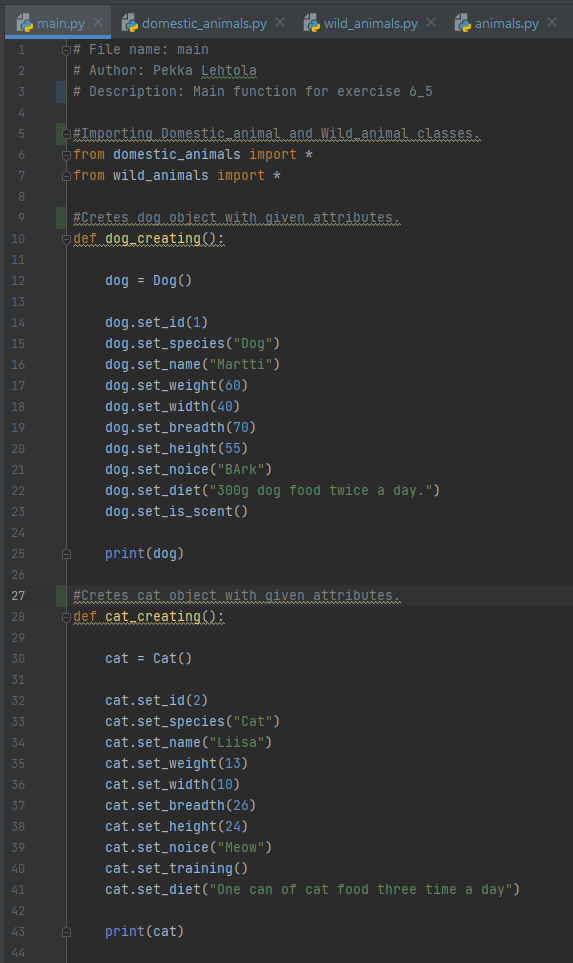 main.py domestic_animals.py wild_animals.py animals.py
1 # File name: main
2 # Author: Pekka Lehtola
3 # Description: Main function for exercise 6_5
4
5 #Importing Domestic_animal and Wild_animal classes.
6 from domestic_animals import *
7 from wild_animals import *
8
9 #Cretes dog object with given attributes.
10 def dog_creating():
11
12 dog = Dog()
13
14 dog.set_id(1)
15 dog.set_species("Dog")
16 dog.set_name("Martti")
17 dog.set_weight(60)
18 dog.set_width(40)
19 dog.set_breadth(70)
20 dog.set_height(55)
21 dog.set_noice("BArk")
22 dog.set_diet("300g dog food twice a day.")
23 dog.set_is_scent()
24
25 print(dog)
26
27 #Cretes cat object with given attributes.
28 def cat_creating():
29
30 cat = Cat()
31
32 cat.set_id(2)
33 cat.set_species("Cat")
34 cat.set_name("Liisa")
35 cat.set_weight(13)
36 cat.set_width(10)
37 cat.set_breadth(26)
38 cat.set_height(24)
39 cat.set_noice("Meow")
40 cat.set_training()
41 cat.set_diet("One can of cat food three time a day")
42
43 print(cat)
44